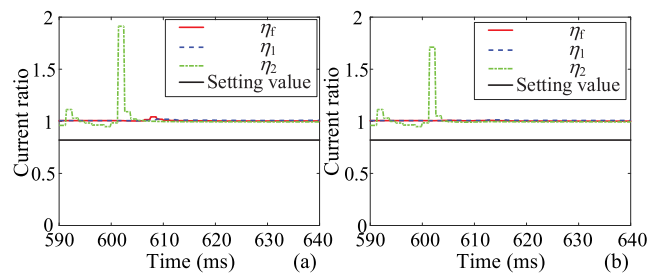 Current ratio
2
1.5
1
0.5
0
ηf
η1
η2
Setting value
590 600 610 620 630 640
Time (ms)
(a)
Current ratio
2
1.5
1
0.5
0
ηf
η1
η2
Setting value
590 600 610 620 630 640
Time (ms)
(b)